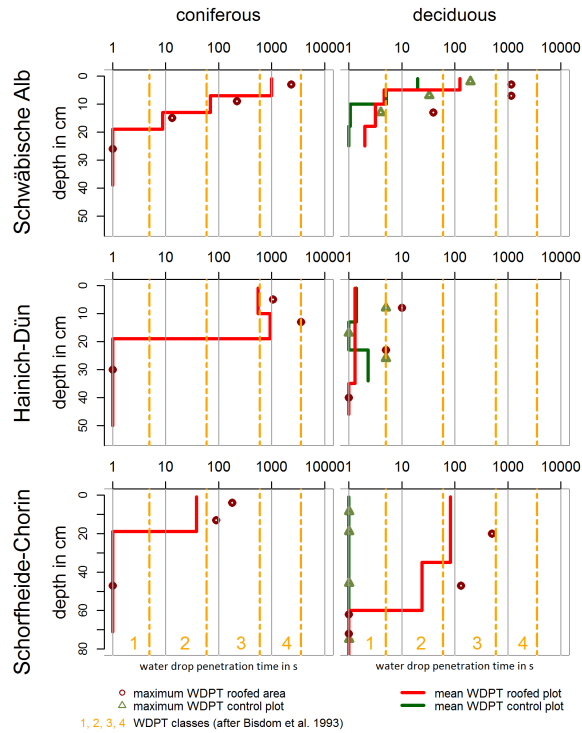 coniferous deciduous
1 10 100 1000 10000 1 10 100 1000 10000
Schwäbische Alb
depth in cm
0
10
20
30
40
50
1 10 100 1000 10000 1 10 100 1000 10000
Hainich-Dün
depth in cm
0
10
20
30
40
50
1 10 100 1000 10000 1 10 100 1000 10000
Schorfheide-Chorin
depth in cm
0
20
40
60
80
1 2 3 4 1 2 3 4
water drop penetration time in s water drop penetration time in s
maximum WDPT roofed area mean WDPT roofed plot
maximum WDPT control plot mean WDPT control plot
1, 2, 3, 4 WDPT classes (after Bisdom et al. 1993)